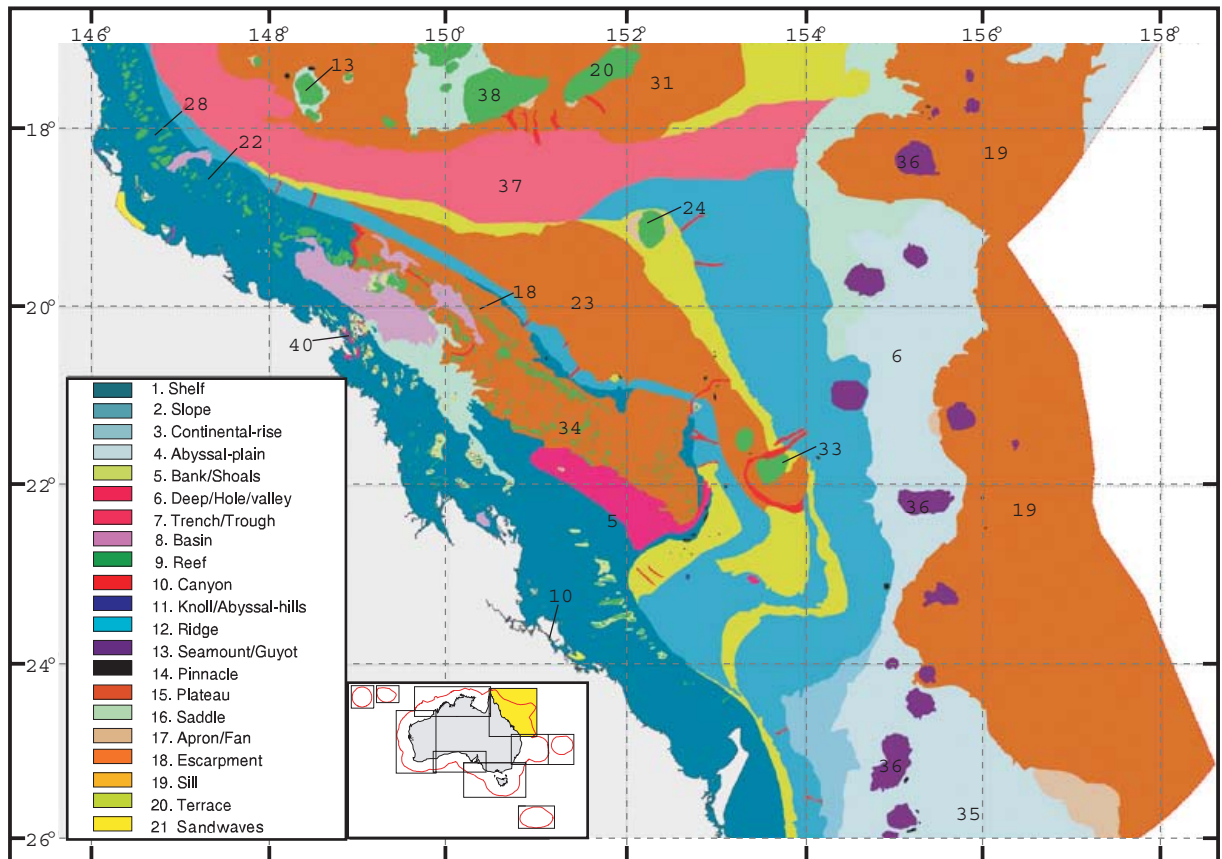 146 148 150 152 154 156 158
13 20 31 38
28
18° 22 36 19
37
24
20° 18 23
40 6
34
33
22° 36 19
5
10
24°
36
35
26°
1. Shelf
2. Slope
3. Continental-rise
4. Abyssal-plain
5. Bank/Shoals
6. Deep/Hole/valley
7. Trench/Trough
8. Basin
9. Reef
10. Canyon
11. Knoll/Abyssal-hills
12. Ridge
13. Seamount/Guyot
14. Pinnacle
15. Plateau
16. Saddle
17. Apron/Fan
18. Escarpment
19. Sill
20. Terrace
21 Sandwaves